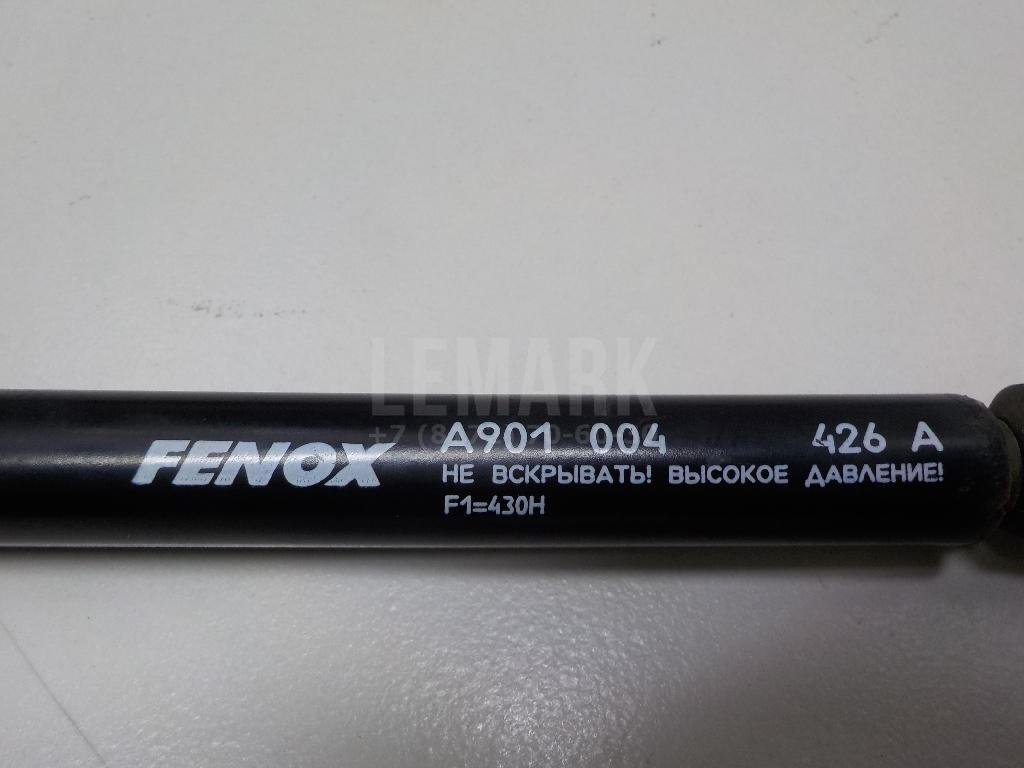 LEMARK
FENOX
A901 004 426 A
НЕ ВСКРЫВАТЬ! ВЫСОКОЕ ДАВЛЕНИЕ!
F1=430H